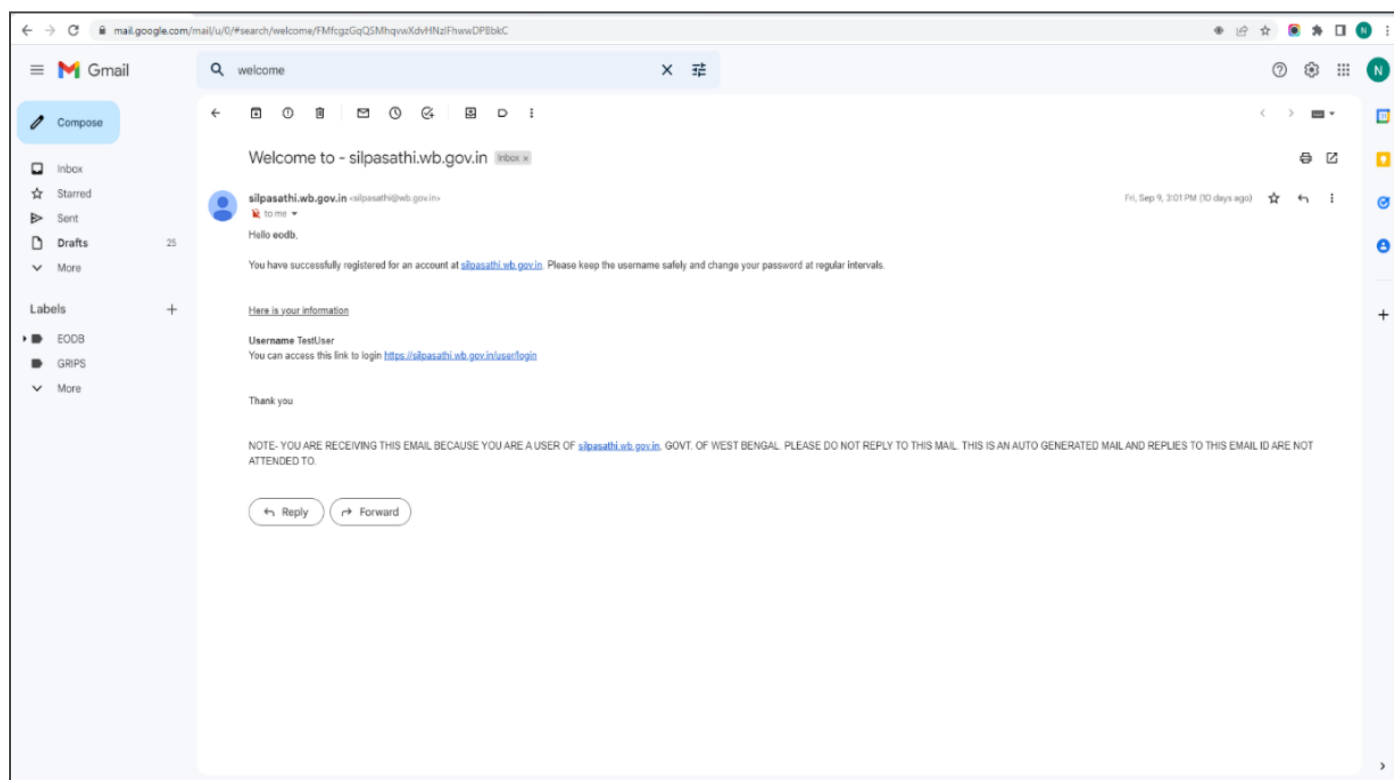 mail.google.com/mail/u/0/#search/welcome/FMfcgzGqQSMhqvwXdvHNzlFhwwDPBbkC
N
Gmail
welcome
N
Compose
Welcome to - silpasathi.wb.gov.in Inbox x
Inbox
Starred
silpasathi.wb.gov.in <silpasathi@wb.gov.in>
Fri, Sep 9, 3:01 PM (10 days ago)
to me
Sent
Hello eodb,
Drafts 25
More
You have successfully registered for an account at silpasathi.wb.gov.in. Please keep the username safely and change your password at regular intervals.
Labels +
Here is your information
EODB
Username TestUser
You can access this link to login https://silpasathi.wb.gov.in/user/login
GRIPS
More
Thank you
NOTE- YOU ARE RECEIVING THIS EMAIL BECAUSE YOU ARE A USER OF silpasathi.wb.gov.in, GOVT. OF WEST BENGAL. PLEASE DO NOT REPLY TO THIS MAIL. THIS IS AN AUTO GENERATED MAIL AND REPLIES TO THIS EMAIL ID ARE NOT
ATTENDED TO.
Reply
Forward